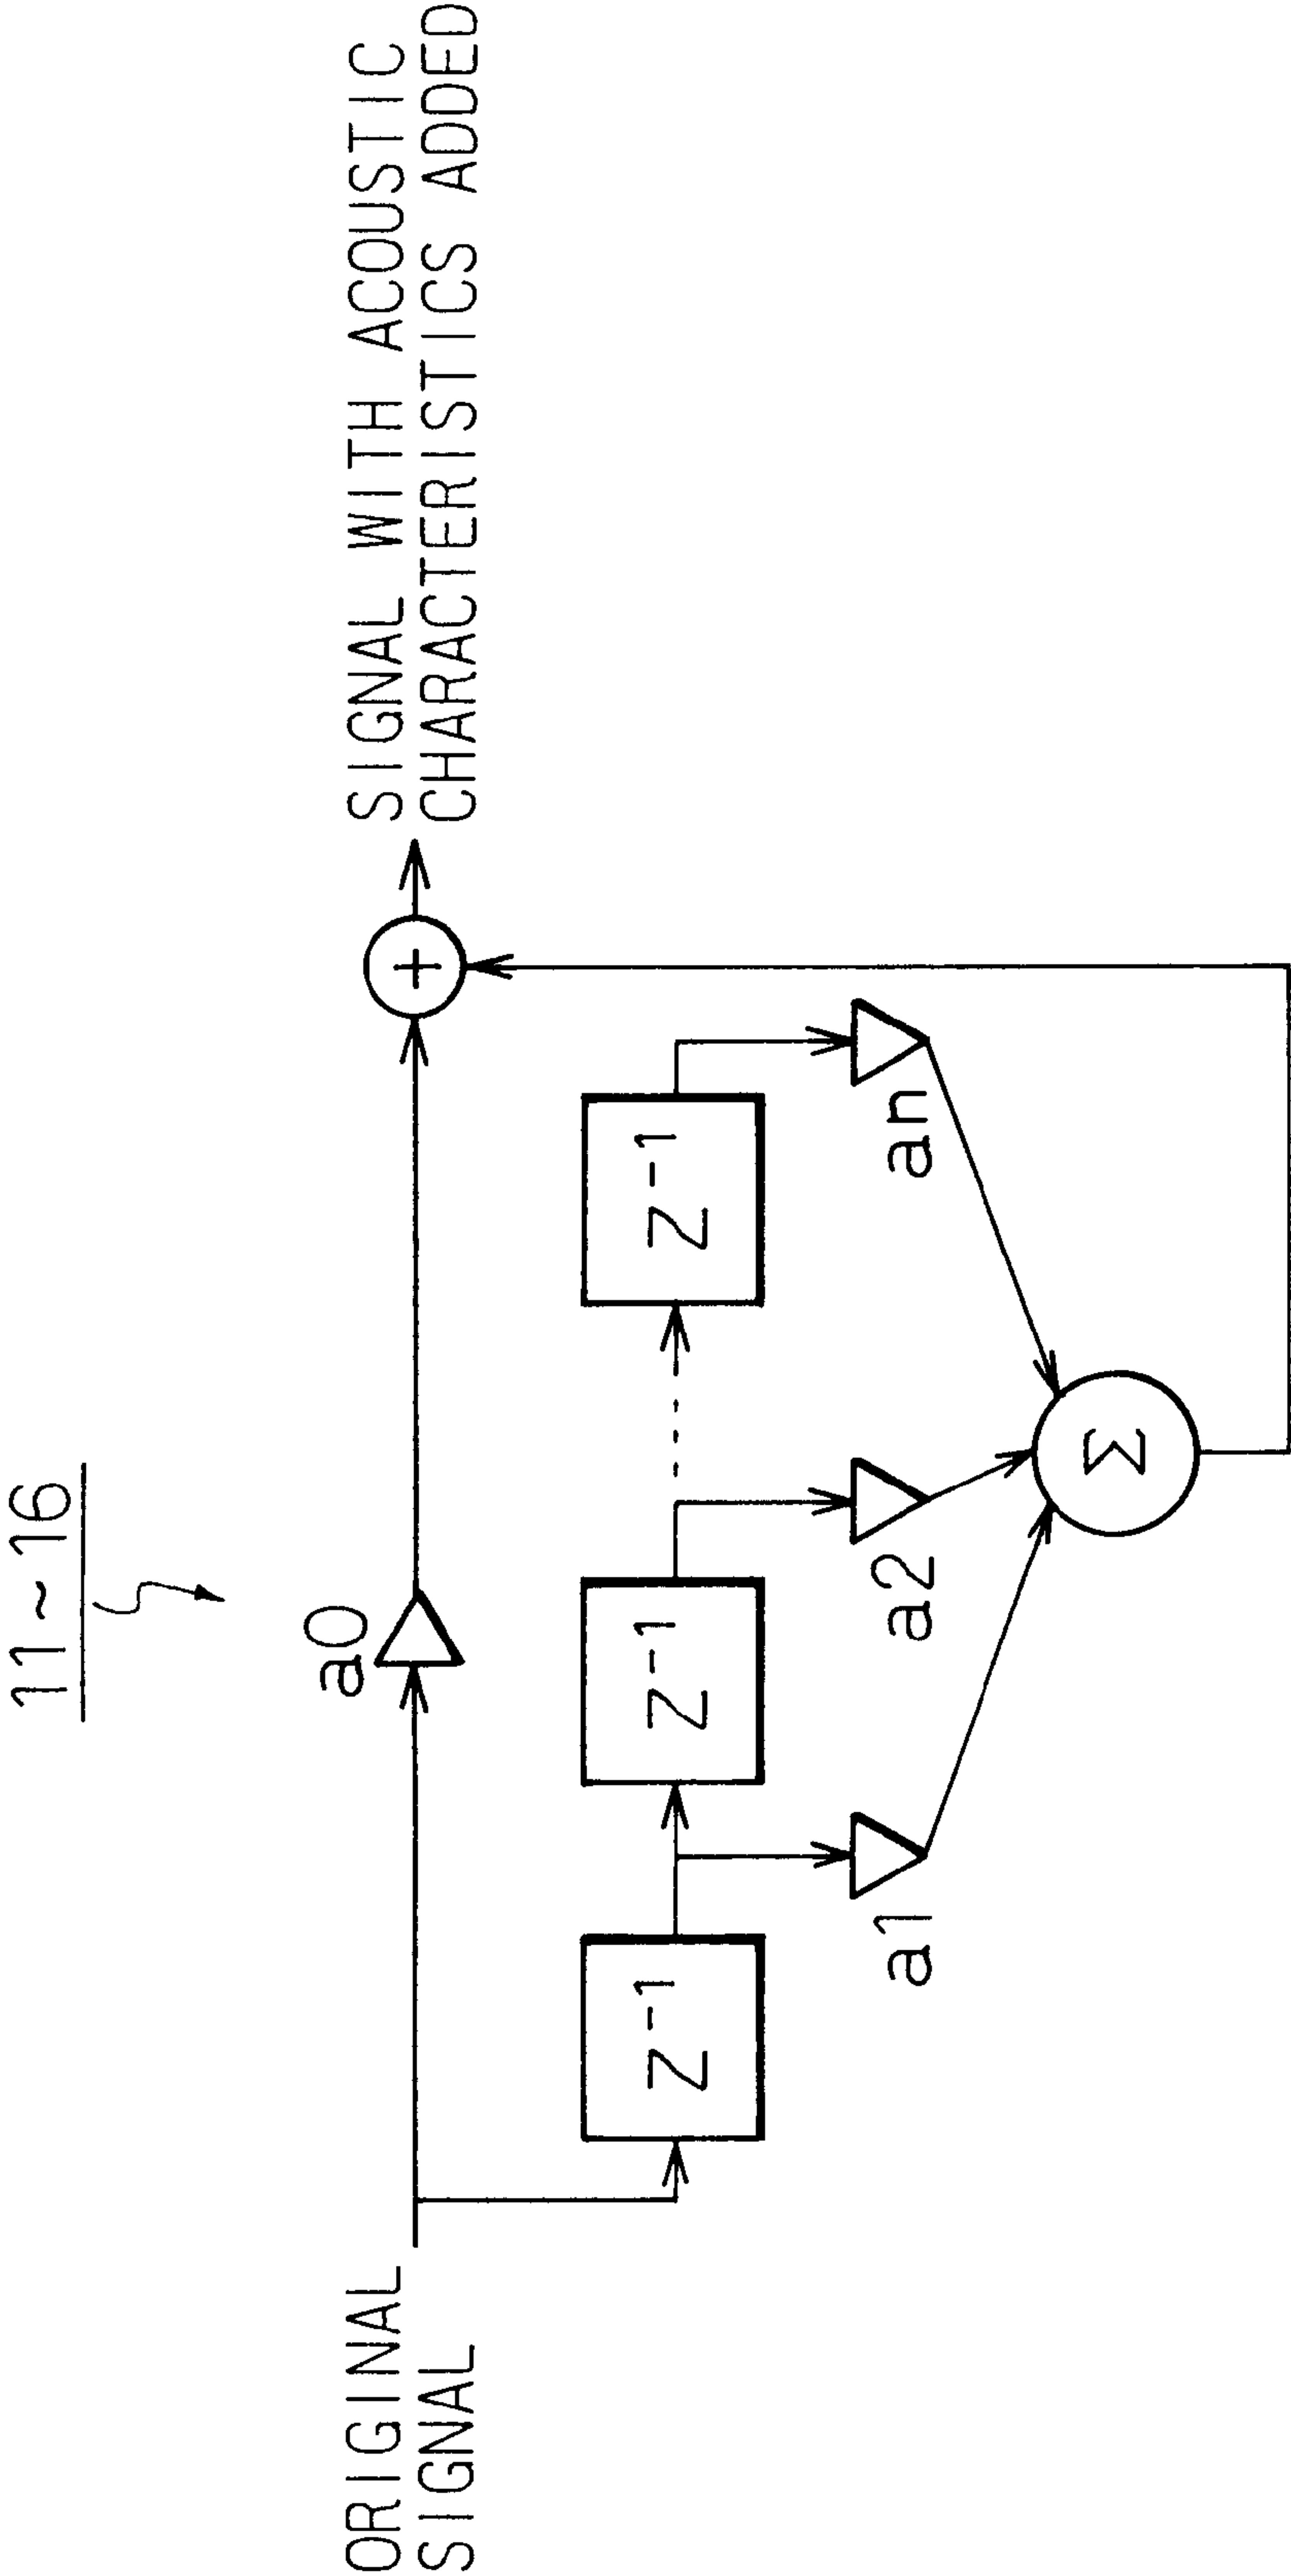 11~16
a0
ORIGINAL
SIGNAL
SIGNAL WITH ACOUSTIC
CHARACTERISTICS ADDED
+
Z⁻¹
Z⁻¹
Z⁻¹
a1
a2
an
Σ